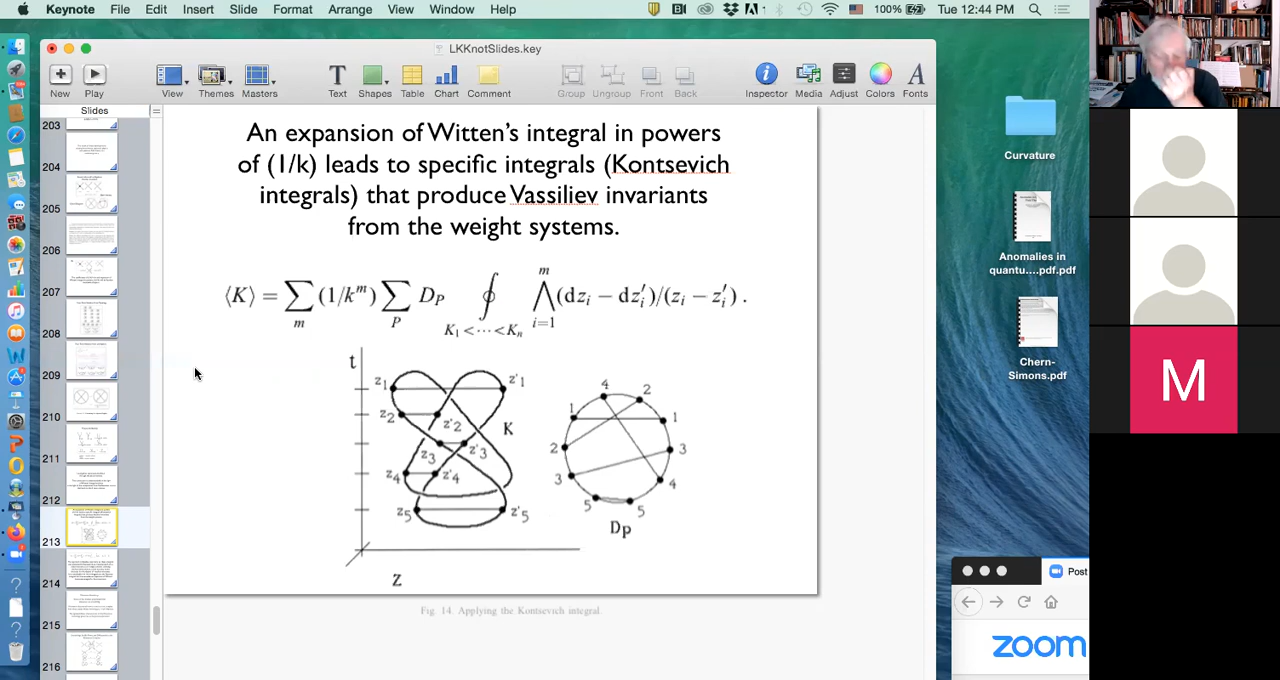 Keynote File Edit Insert Slide Format Arrange View Window Help 100% Tue 12:44 PM
LKKnotSlides.key
New Play View Themes Masters Text Shapes Table Chart Comment Group Ungroup Front Back Inspector Media Adjust Colors Fonts
Slides
203
204
205
206
207
208
209
210
211
212
213
214
215
216
An expansion of Witten's integral in powers
of (1/k) leads to specific integrals (Kontsevich
integrals) that produce Vassiliev invariants
from the weight systems.
⟨K⟩ = ∑_m (1/k^m) ∑_P D_P ∮_{K₁<⋯<Kₙ} ⋀_{i=1}^{m} (dz_i − dz'_i)/(z_i − z'_i) .
t
z1 z'1
z2 z'2
K
z3 z'3
z4 z'4
z5 z'5
Z
4 2
1 1
2 3
3 4
5 5
Dp
Fig. 14. Applying the Kontsevich integral.
Curvature
Anomalies in
quantu....pdf.pdf
Chern-
Simons.pdf
M
Post
zoom